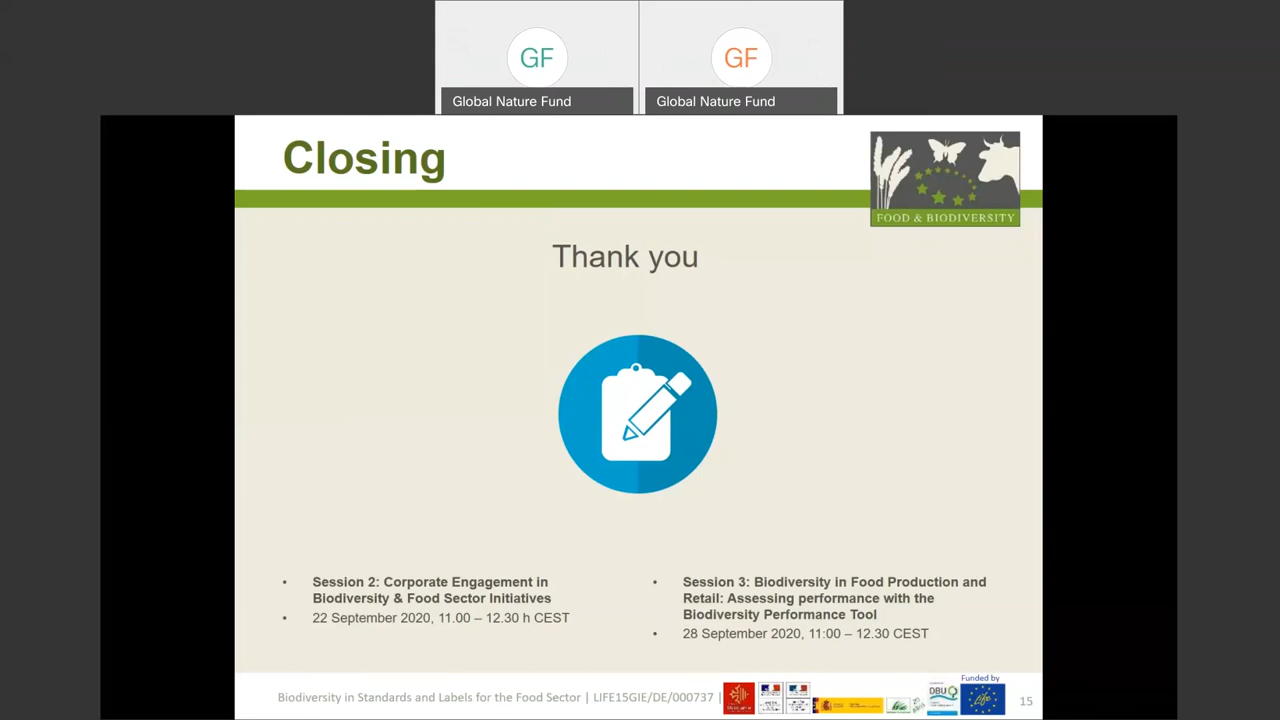 GF
GF
Global Nature Fund
Global Nature Fund
Closing
FOOD & BIODIVERSITY
Thank you
• Session 2: Corporate Engagement in
Biodiversity & Food Sector Initiatives
• 22 September 2020, 11.00 – 12.30 h CEST
• Session 3: Biodiversity in Food Production and
Retail: Assessing performance with the
Biodiversity Performance Tool
• 28 September 2020, 11:00 – 12.30 CEST
Funded by
Biodiversity in Standards and Labels for the Food Sector | LIFE15GIE/DE/000737 |
DBU
Life
15